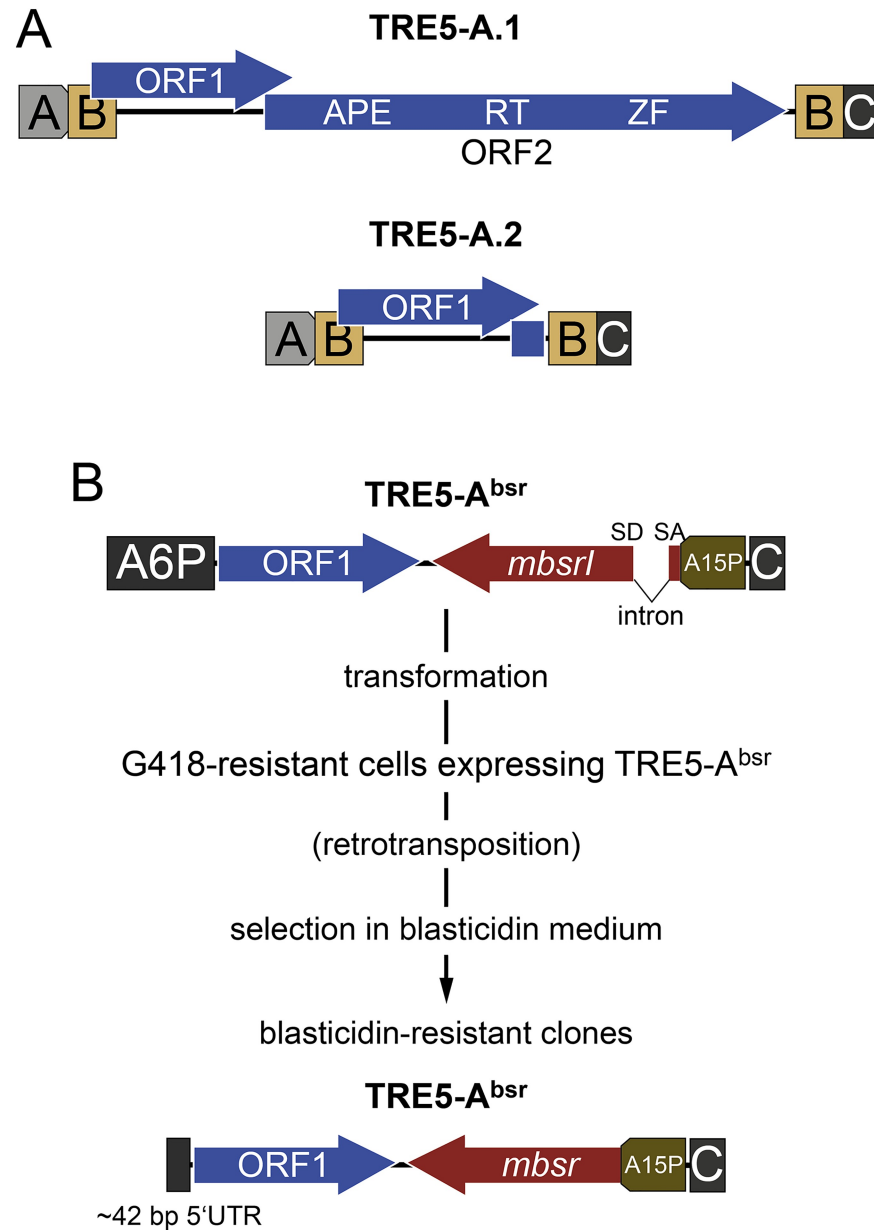 A
TRE5-A.1
ORF1
A B APE RT ZF B C
ORF2
TRE5-A.2
ORF1
A B B C
B
TRE5-Aᵇˢʳ
SD SA
A6P ORF1 mbsrI A15P C
intron
transformation
G418-resistant cells expressing TRE5-Aᵇˢʳ
(retrotransposition)
selection in blasticidin medium
blasticidin-resistant clones
TRE5-Aᵇˢʳ
ORF1 mbsr A15P C
~42 bp 5‘UTR